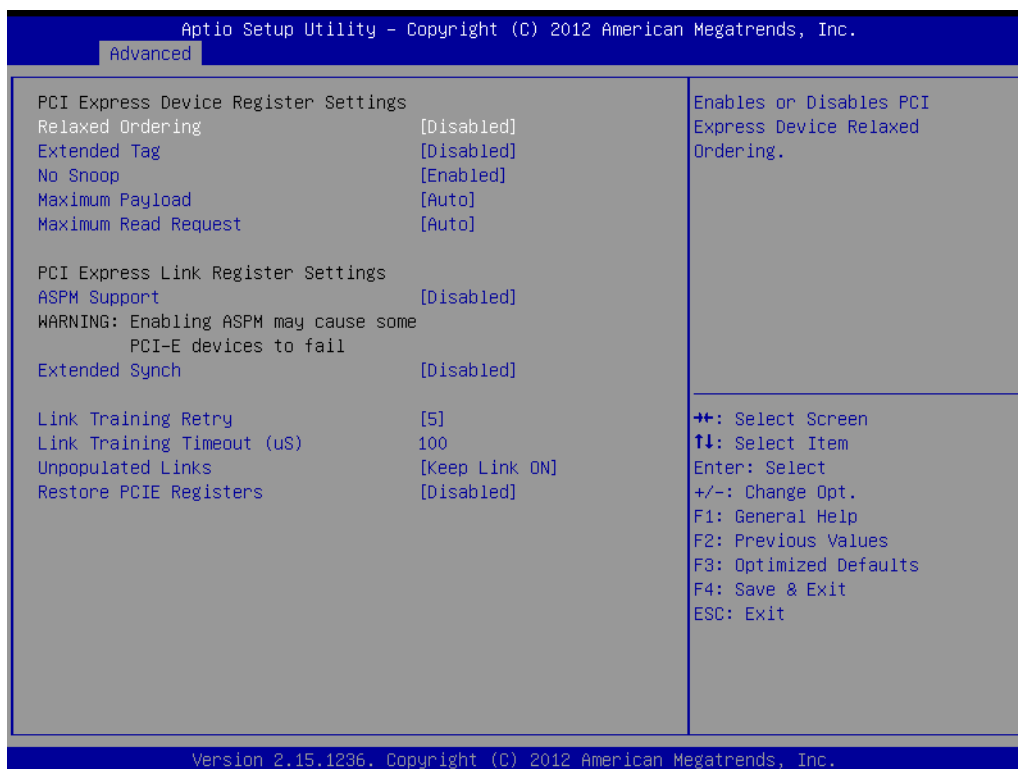 Aptio Setup Utility – Copyright (C) 2012 American Megatrends, Inc.
Advanced
PCI Express Device Register Settings
Relaxed Ordering [Disabled]
Extended Tag [Disabled]
No Snoop [Enabled]
Maximum Payload [Auto]
Maximum Read Request [Auto]
PCI Express Link Register Settings
ASPM Support [Disabled]
WARNING: Enabling ASPM may cause some
PCI-E devices to fail
Extended Synch [Disabled]
Link Training Retry [5]
Link Training Timeout (uS) 100
Unpopulated Links [Keep Link ON]
Restore PCIE Registers [Disabled]
Enables or Disables PCI
Express Device Relaxed
Ordering.
→←: Select Screen
↑↓: Select Item
Enter: Select
+/-: Change Opt.
F1: General Help
F2: Previous Values
F3: Optimized Defaults
F4: Save & Exit
ESC: Exit
Version 2.15.1236. Copyright (C) 2012 American Megatrends, Inc.